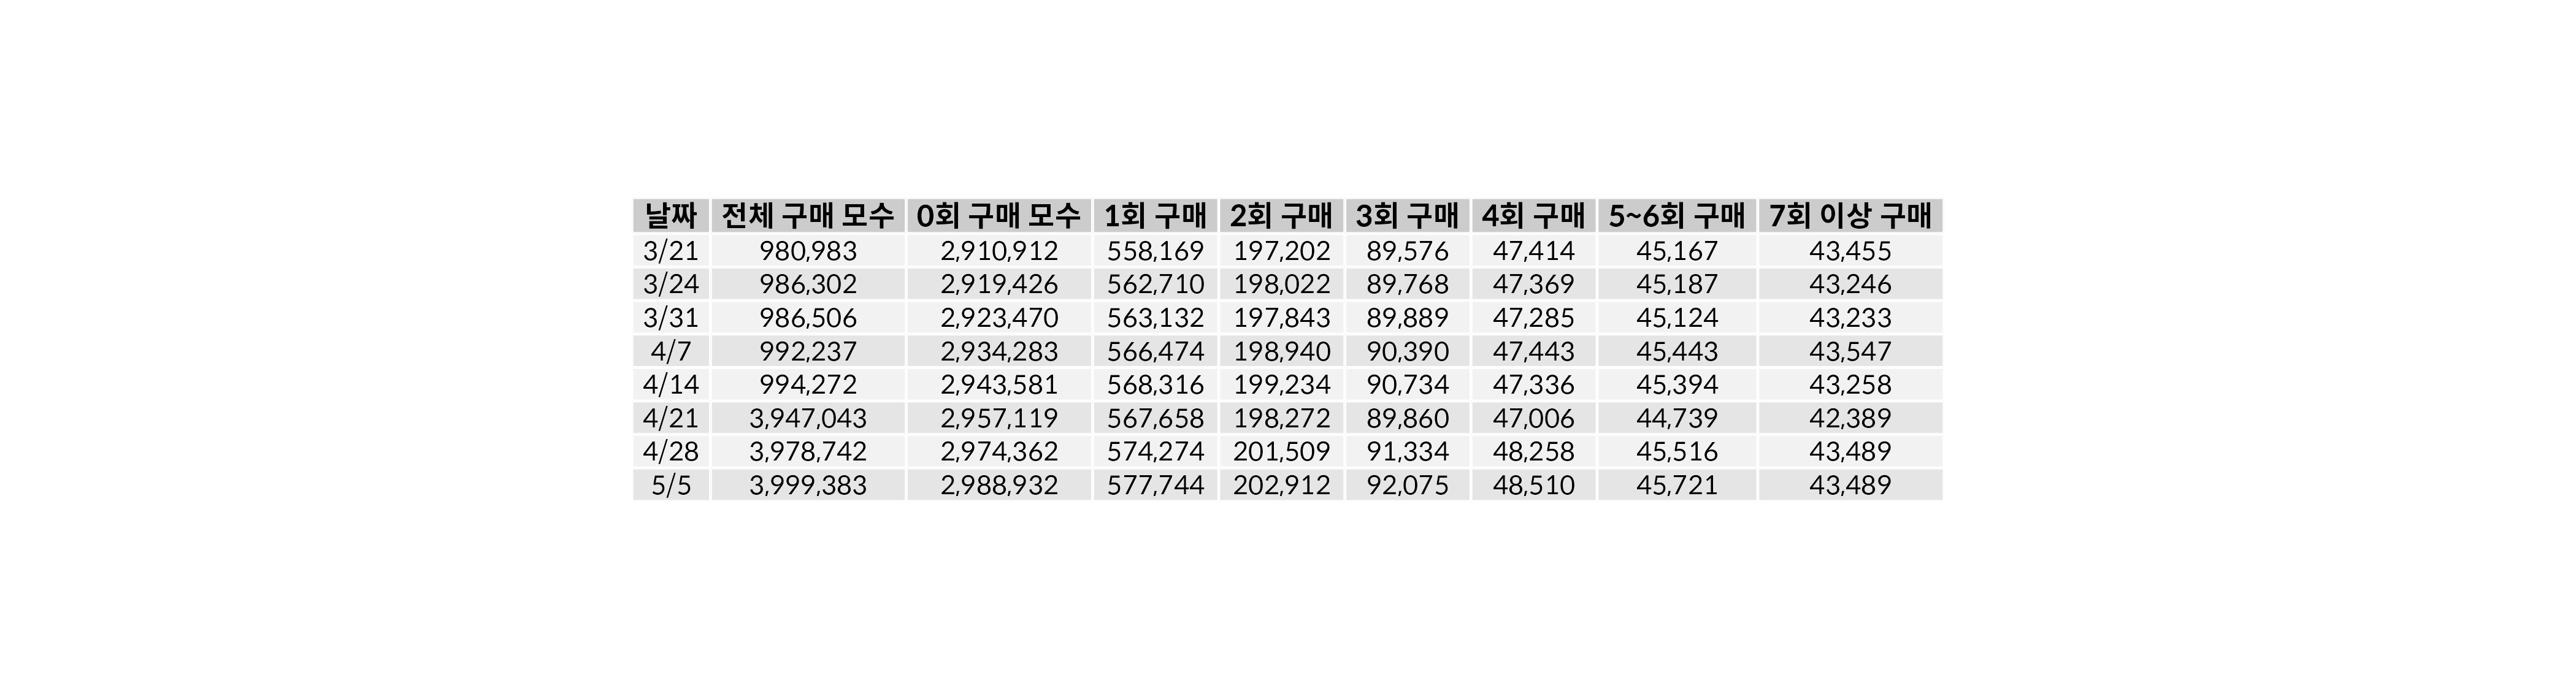 날짜 전체 구매 모수 0회 구매 모수 1회 구매 2회 구매 3회 구매 4회 구매 5~6회 구매 7회 이상 구매
3/21 980,983 2,910,912 558,169 197,202 89,576 47,414 45,167 43,455
3/24 986,302 2,919,426 562,710 198,022 89,768 47,369 45,187 43,246
3/31 986,506 2,923,470 563,132 197,843 89,889 47,285 45,124 43,233
4/7 992,237 2,934,283 566,474 198,940 90,390 47,443 45,443 43,547
4/14 994,272 2,943,581 568,316 199,234 90,734 47,336 45,394 43,258
4/21 3,947,043 2,957,119 567,658 198,272 89,860 47,006 44,739 42,389
4/28 3,978,742 2,974,362 574,274 201,509 91,334 48,258 45,516 43,489
5/5 3,999,383 2,988,932 577,744 202,912 92,075 48,510 45,721 43,489